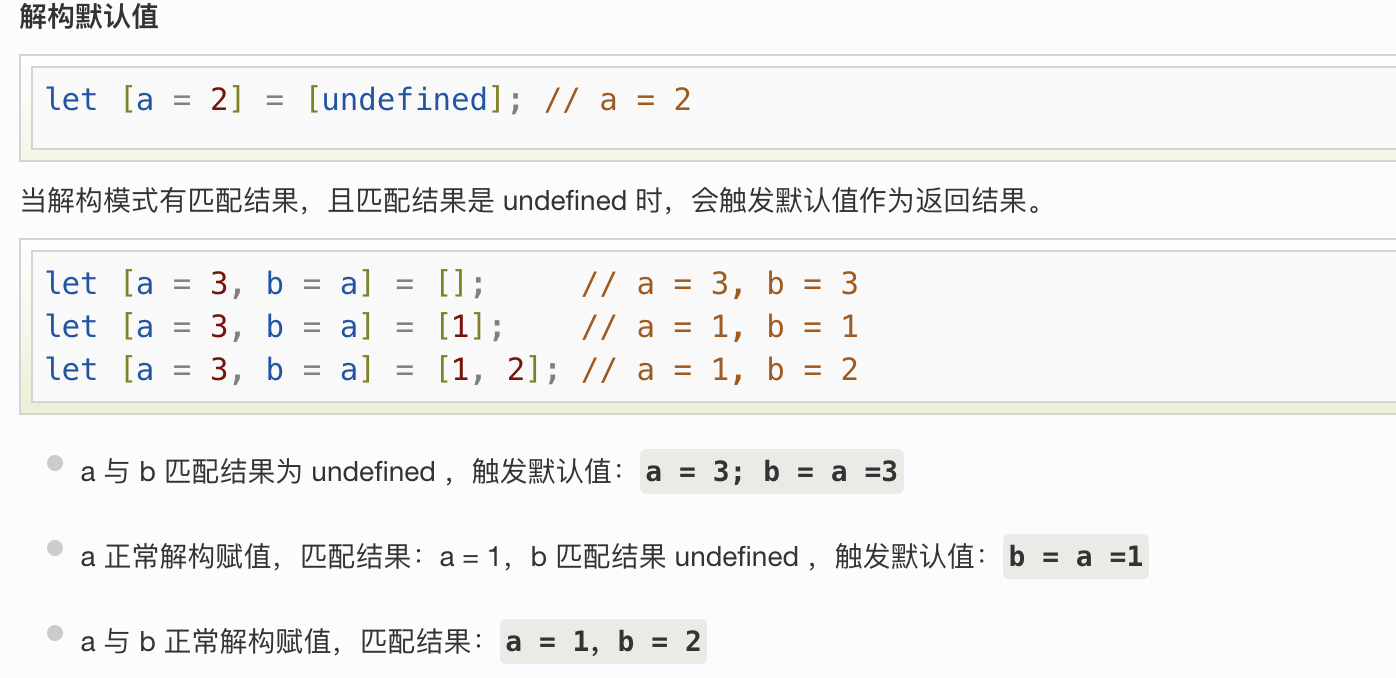 解构默认值
let [a = 2] = [undefined]; // a = 2
当解构模式有匹配结果，且匹配结果是 undefined 时，会触发默认值作为返回结果。
let [a = 3, b = a] = [];     // a = 3, b = 3
let [a = 3, b = a] = [1];    // a = 1, b = 1
let [a = 3, b = a] = [1, 2]; // a = 1, b = 2
a 与 b 匹配结果为 undefined ，触发默认值：a = 3; b = a =3
a 正常解构赋值，匹配结果：a = 1，b 匹配结果 undefined ，触发默认值：b = a =1
a 与 b 正常解构赋值，匹配结果：a = 1, b = 2